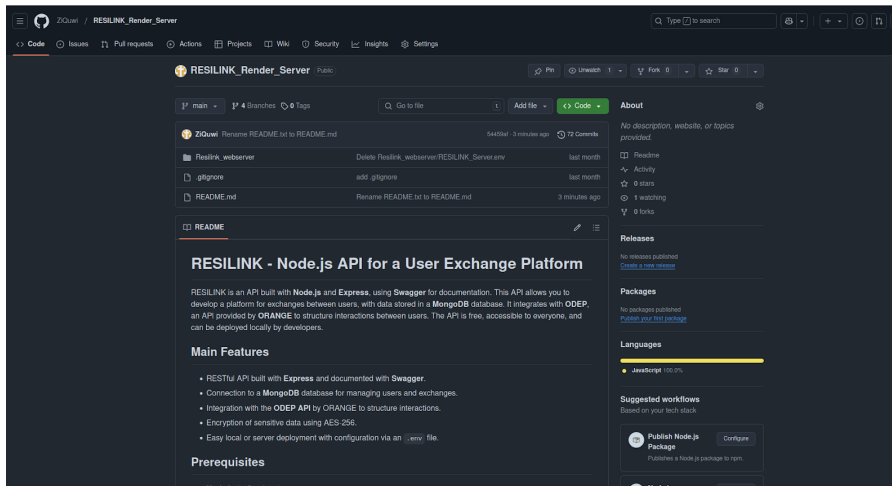 ZiQuwi / RESILINK_Render_Server
Type / to search
Code Issues Pull requests Actions Projects Wiki Security Insights Settings
RESILINK_Render_Server Public
Pin Unwatch 1 Fork 0 Star 0
main 4 Branches 0 Tags Go to file t Add file Code
About
No description, website, or topics
provided.
ZiQuwi Rename README.txt to README.md 54459af · 3 minutes ago 72 Commits
Resilink_webserver Delete Resilink_webserver/RESILINK_Server.env last month
.gitignore add .gitignore last month
README.md Rename README.txt to README.md 3 minutes ago
Readme
Activity
0 stars
1 watching
0 forks
README
RESILINK - Node.js API for a User Exchange Platform
RESILINK is an API built with Node.js and Express, using Swagger for documentation. This API allows you to
develop a platform for exchanges between users, with data stored in a MongoDB database. It integrates with ODEP,
an API provided by ORANGE to structure interactions between users. The API is free, accessible to everyone, and
can be deployed locally by developers.
Main Features
RESTful API built with Express and documented with Swagger.
Connection to a MongoDB database for managing users and exchanges.
Integration with the ODEP API by ORANGE to structure interactions.
Encryption of sensitive data using AES-256.
Easy local or server deployment with configuration via an .env file.
Prerequisites
Releases
No releases published
Create a new release
Packages
No packages published
Publish your first package
Languages
JavaScript 100.0%
Suggested workflows
Based on your tech stack
Publish Node.js
Package
Configure
Publishes a Node.js package to npm.